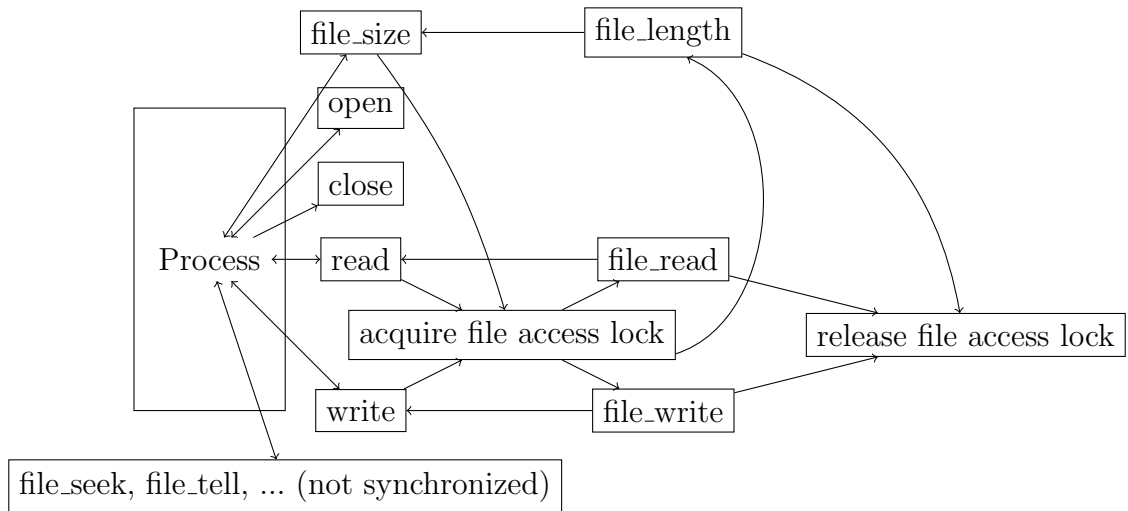 file_size
file_length
open
close
Process
read
file_read
acquire file access lock
release file access lock
write
file_write
file_seek, file_tell, ... (not synchronized)